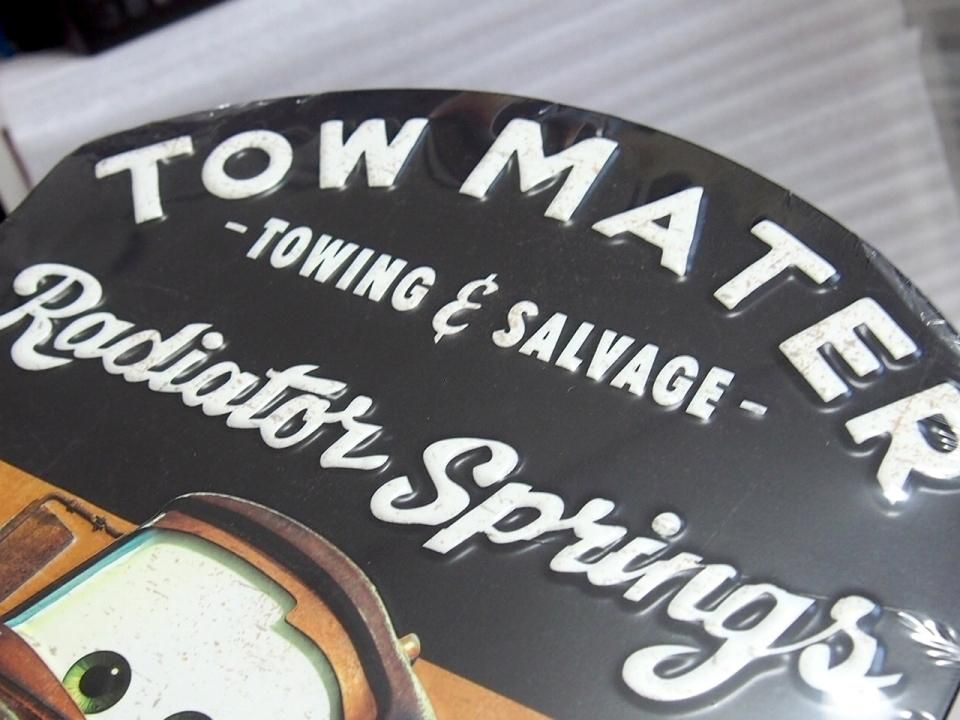 TOW MATER
-TOWING & SALVAGE-
Radiator Springs